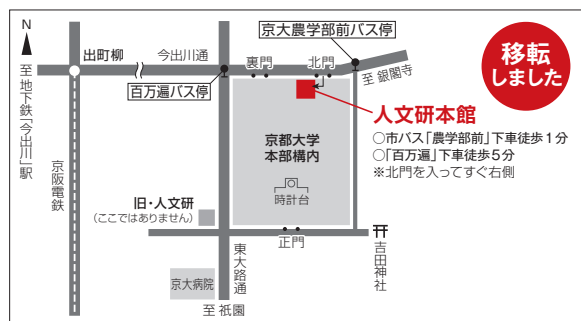 N
出町柳
今出川通
京大農学部前バス停
移転
しました
至 地下鉄「今出川」駅
百万遍バス停
裏門
北門
至 銀閣寺
人文研本館
○市バス「農学部前」下車徒歩1分
○「百万遍」下車徒歩5分
※北門を入ってすぐ右側
京都大学
本部構内
時計台
京阪電鉄
旧・人文研
(ここではありません)
正門
吉田神社
東大路通
京大病院
至 祇園